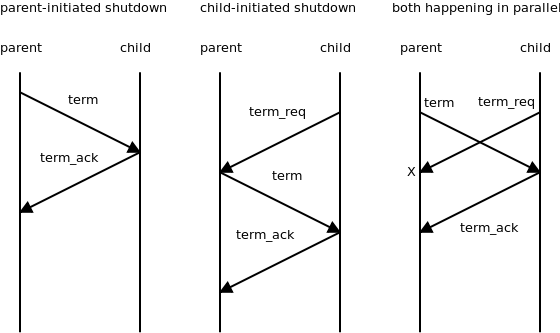 parent-initiated shutdown
child-initiated shutdown
both happening in parallel
parent
child
parent
child
parent
child
term
term_ack
term_req
term
term_ack
term
term_req
X
term_ack